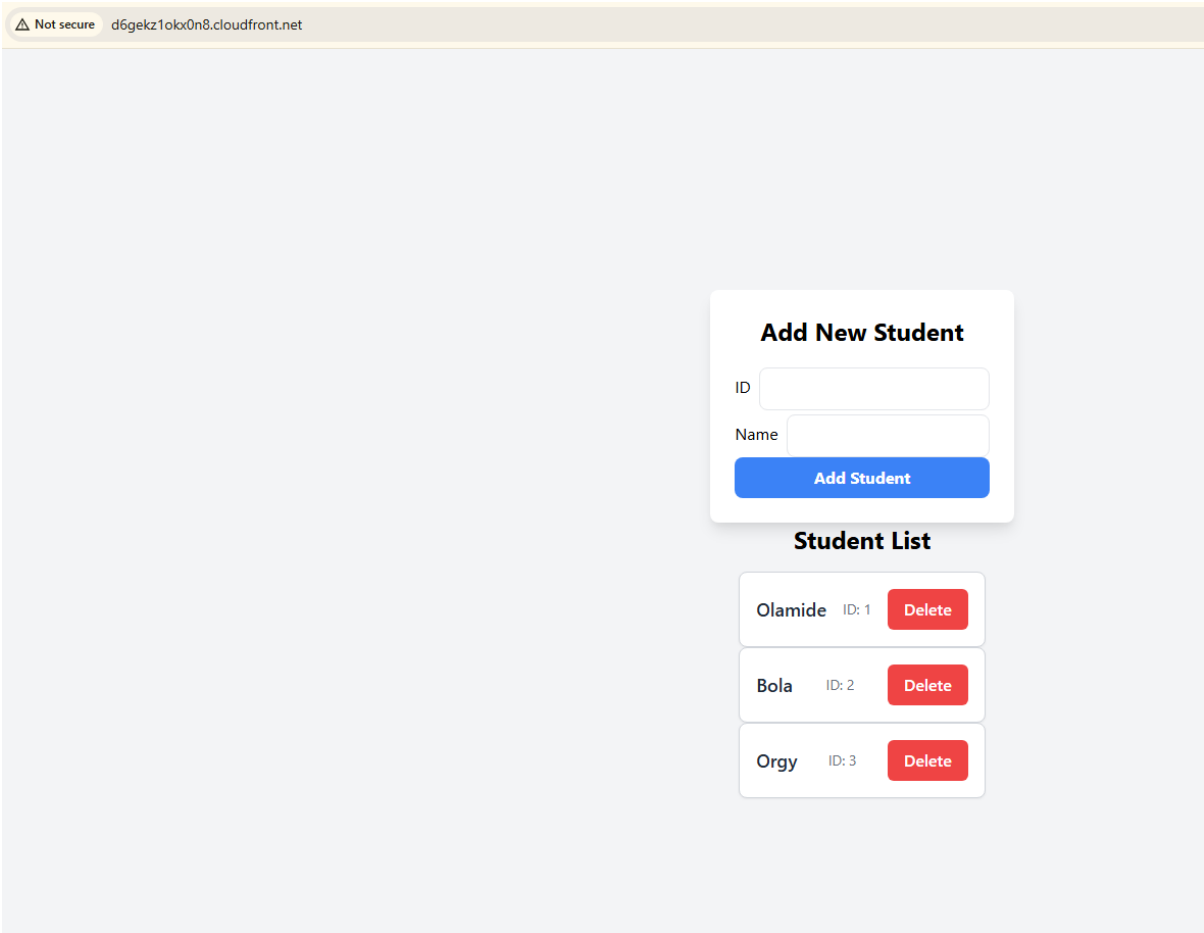 Not secure d6gekz1okx0n8.cloudfront.net
Add New Student
ID
Name
Add Student
Student List
Olamide ID: 1 Delete
Bola ID: 2 Delete
Orgy ID: 3 Delete